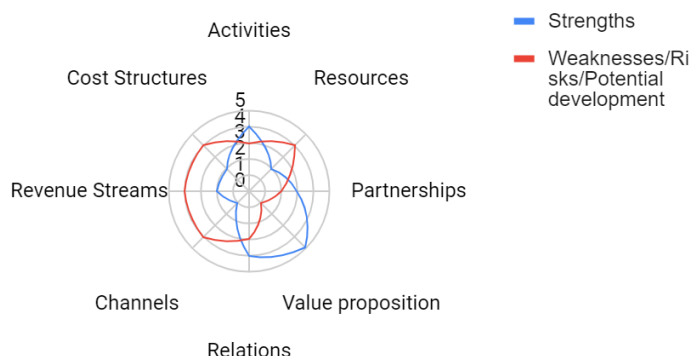 Activities
Strengths
Weaknesses/Ri
sks/Potential
development
Cost Structures
Resources
5
4
3
2
1
0
Revenue Streams
Partnerships
Channels
Value proposition
Relations